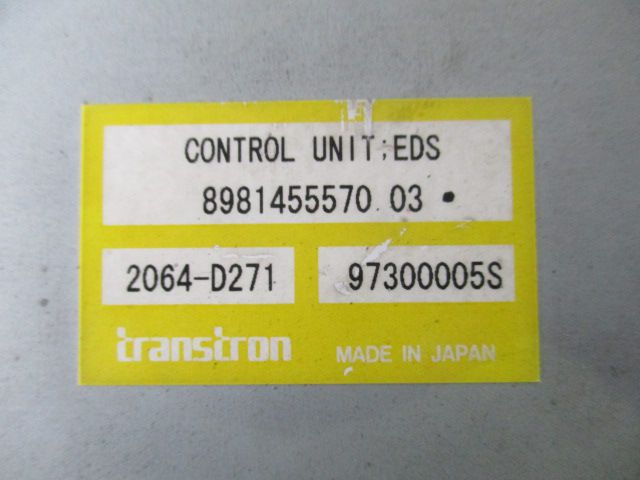 CONTROL UNIT;EDS
8981455570 03 •
2064-D271 97300005S
transtron MADE IN JAPAN